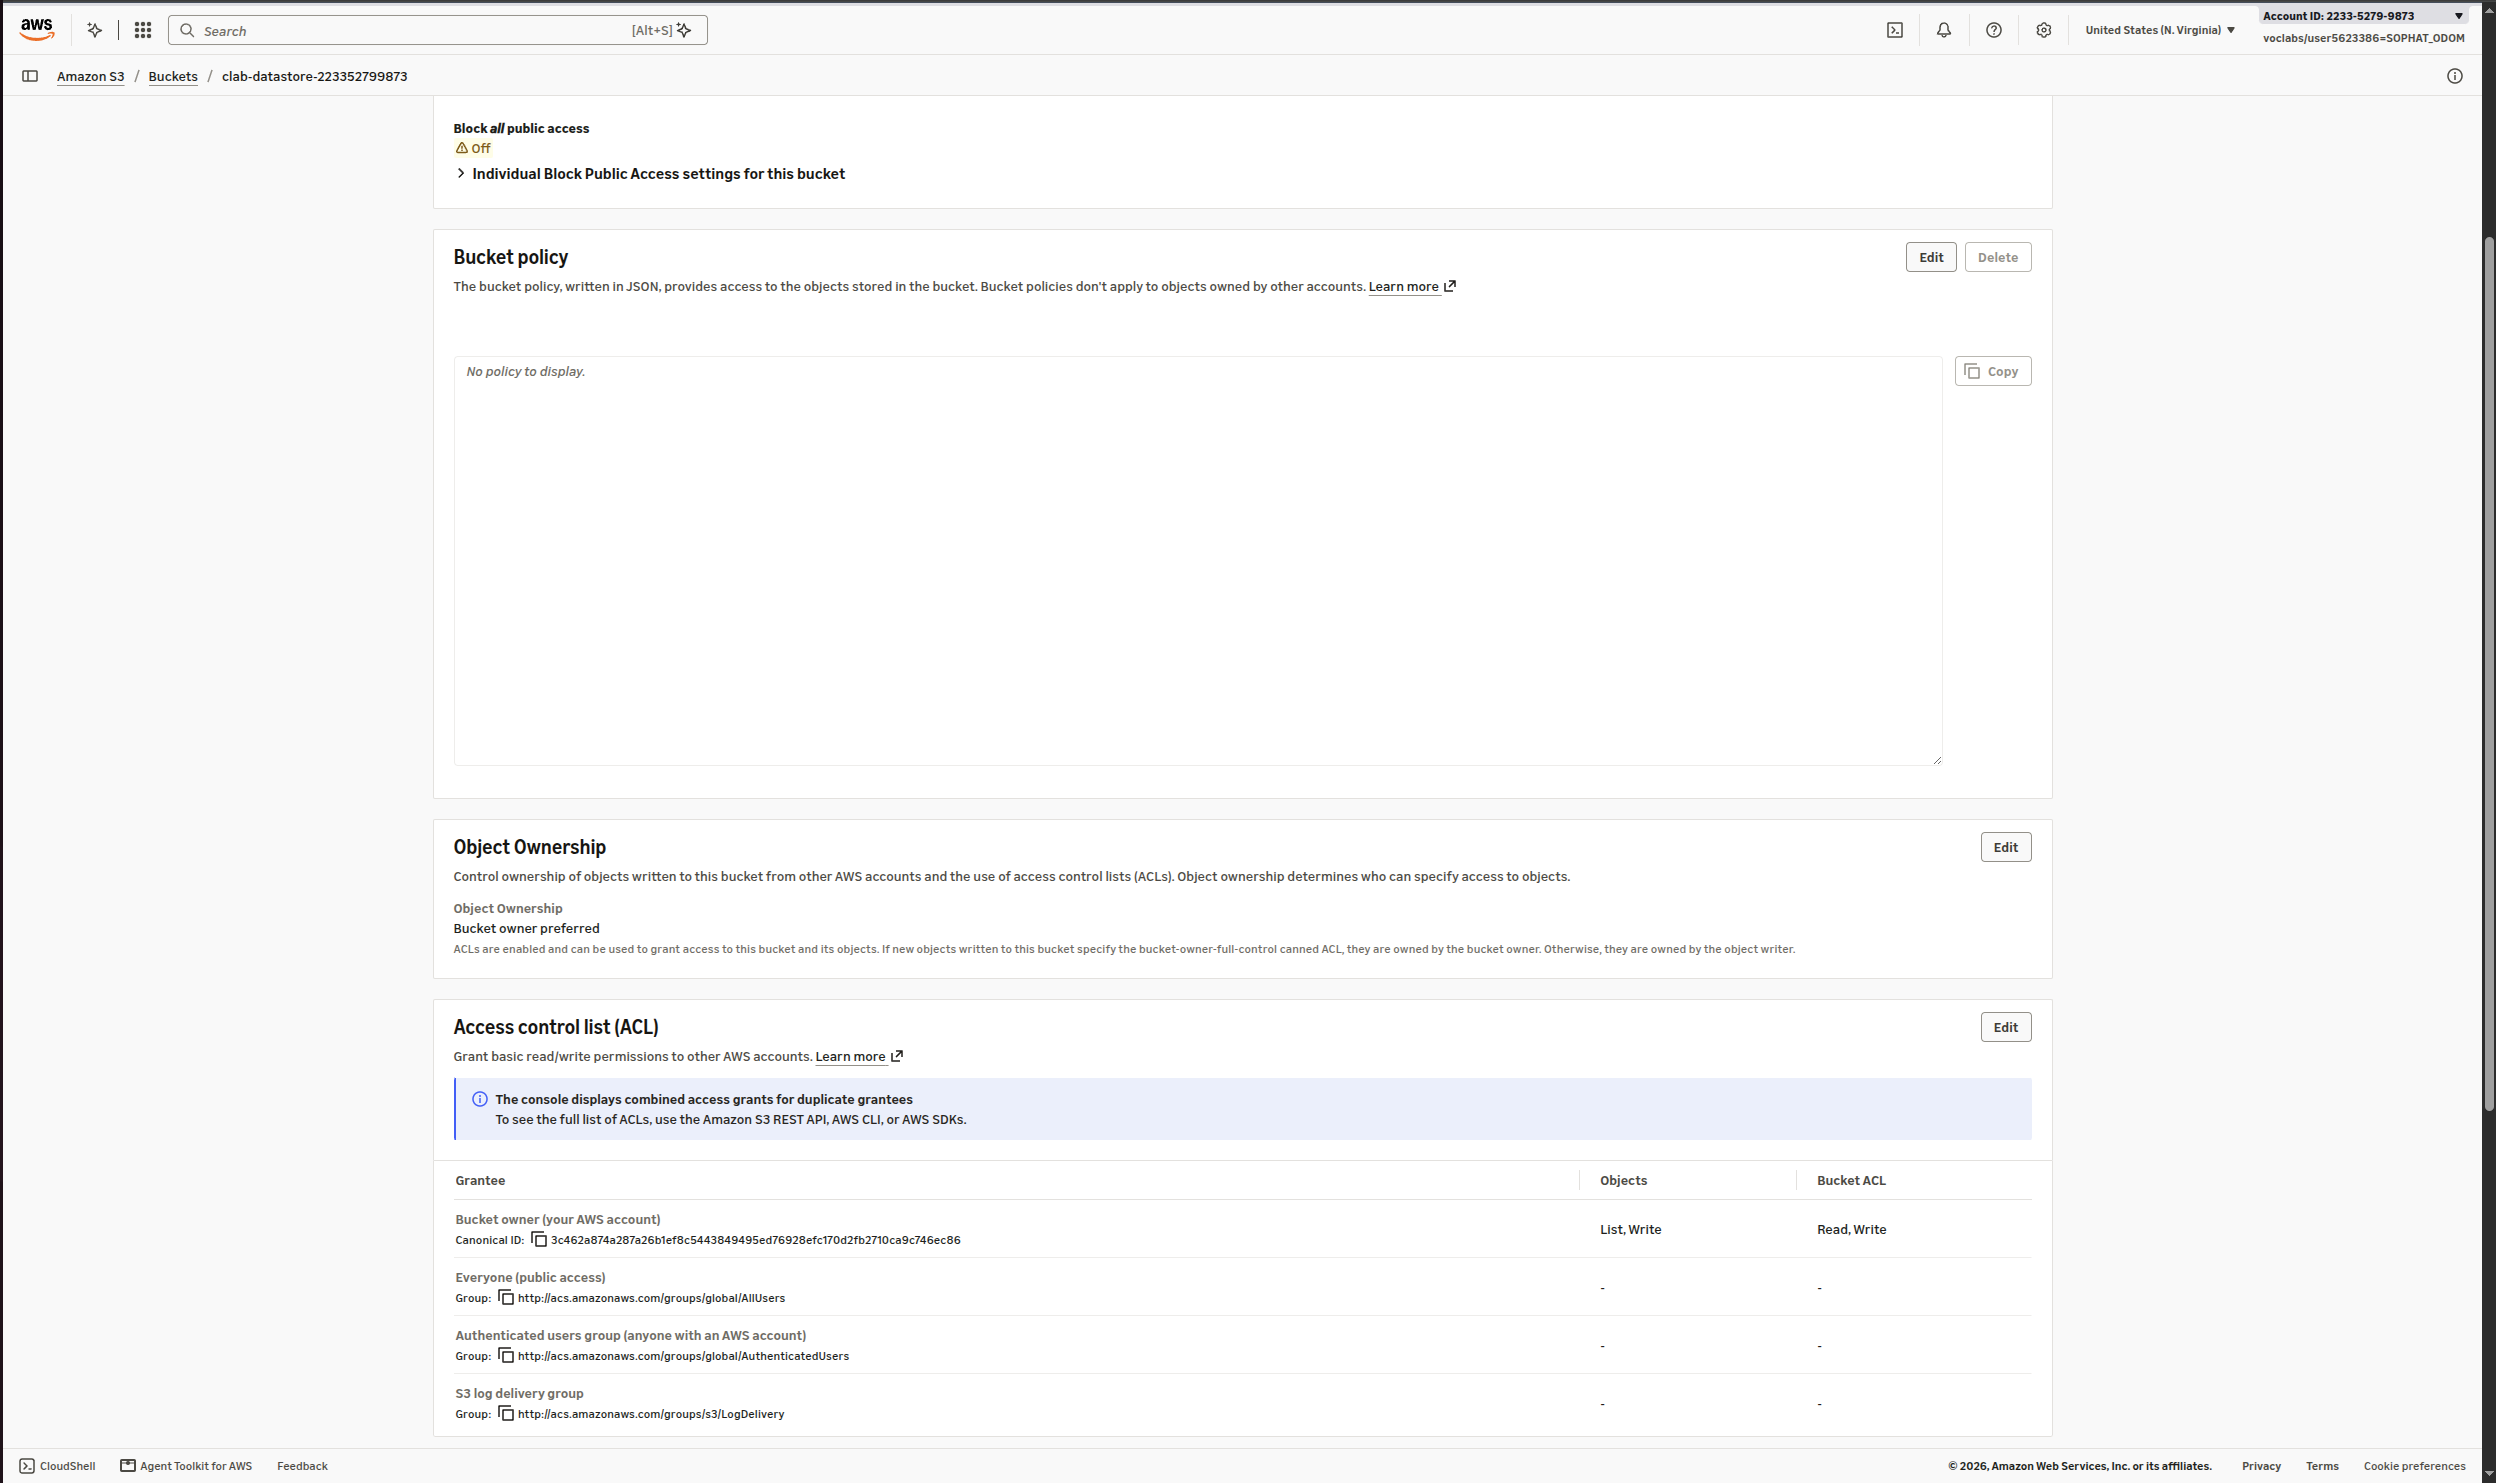 aws
Search
[Alt+S]
United States (N. Virginia)
Account ID: 2233-5279-9873
voclabs/user5623386=SOPHAT_ODOM
Amazon S3 / Buckets / clab-datastore-223352799873
Block all public access
Off
Individual Block Public Access settings for this bucket
Bucket policy
Edit
Delete
The bucket policy, written in JSON, provides access to the objects stored in the bucket. Bucket policies don't apply to objects owned by other accounts. Learn more
No policy to display.
Copy
Object Ownership
Edit
Control ownership of objects written to this bucket from other AWS accounts and the use of access control lists (ACLs). Object ownership determines who can specify access to objects.
Object Ownership
Bucket owner preferred
ACLs are enabled and can be used to grant access to this bucket and its objects. If new objects written to this bucket specify the bucket-owner-full-control canned ACL, they are owned by the bucket owner. Otherwise, they are owned by the object writer.
Access control list (ACL)
Edit
Grant basic read/write permissions to other AWS accounts. Learn more
The console displays combined access grants for duplicate grantees
To see the full list of ACLs, use the Amazon S3 REST API, AWS CLI, or AWS SDKs.
Grantee Objects Bucket ACL
Bucket owner (your AWS account)
Canonical ID: 3c462a874a287a26b1ef8c5443849495ed76928efc170d2fb2710ca9c746ec86
List, Write
Read, Write
Everyone (public access)
Group: http://acs.amazonaws.com/groups/global/AllUsers
- -
Authenticated users group (anyone with an AWS account)
Group: http://acs.amazonaws.com/groups/global/AuthenticatedUsers
- -
S3 log delivery group
Group: http://acs.amazonaws.com/groups/s3/LogDelivery
- -
CloudShell Agent Toolkit for AWS Feedback © 2026, Amazon Web Services, Inc. or its affiliates. Privacy Terms Cookie preferences